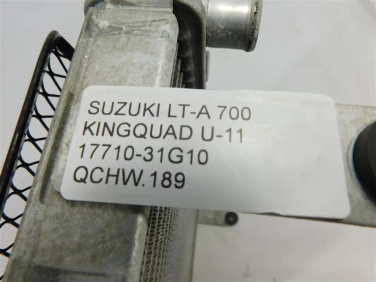 SUZUKI LT-A 700
KINGQUAD U-11
17710-31G10
QCHW.189